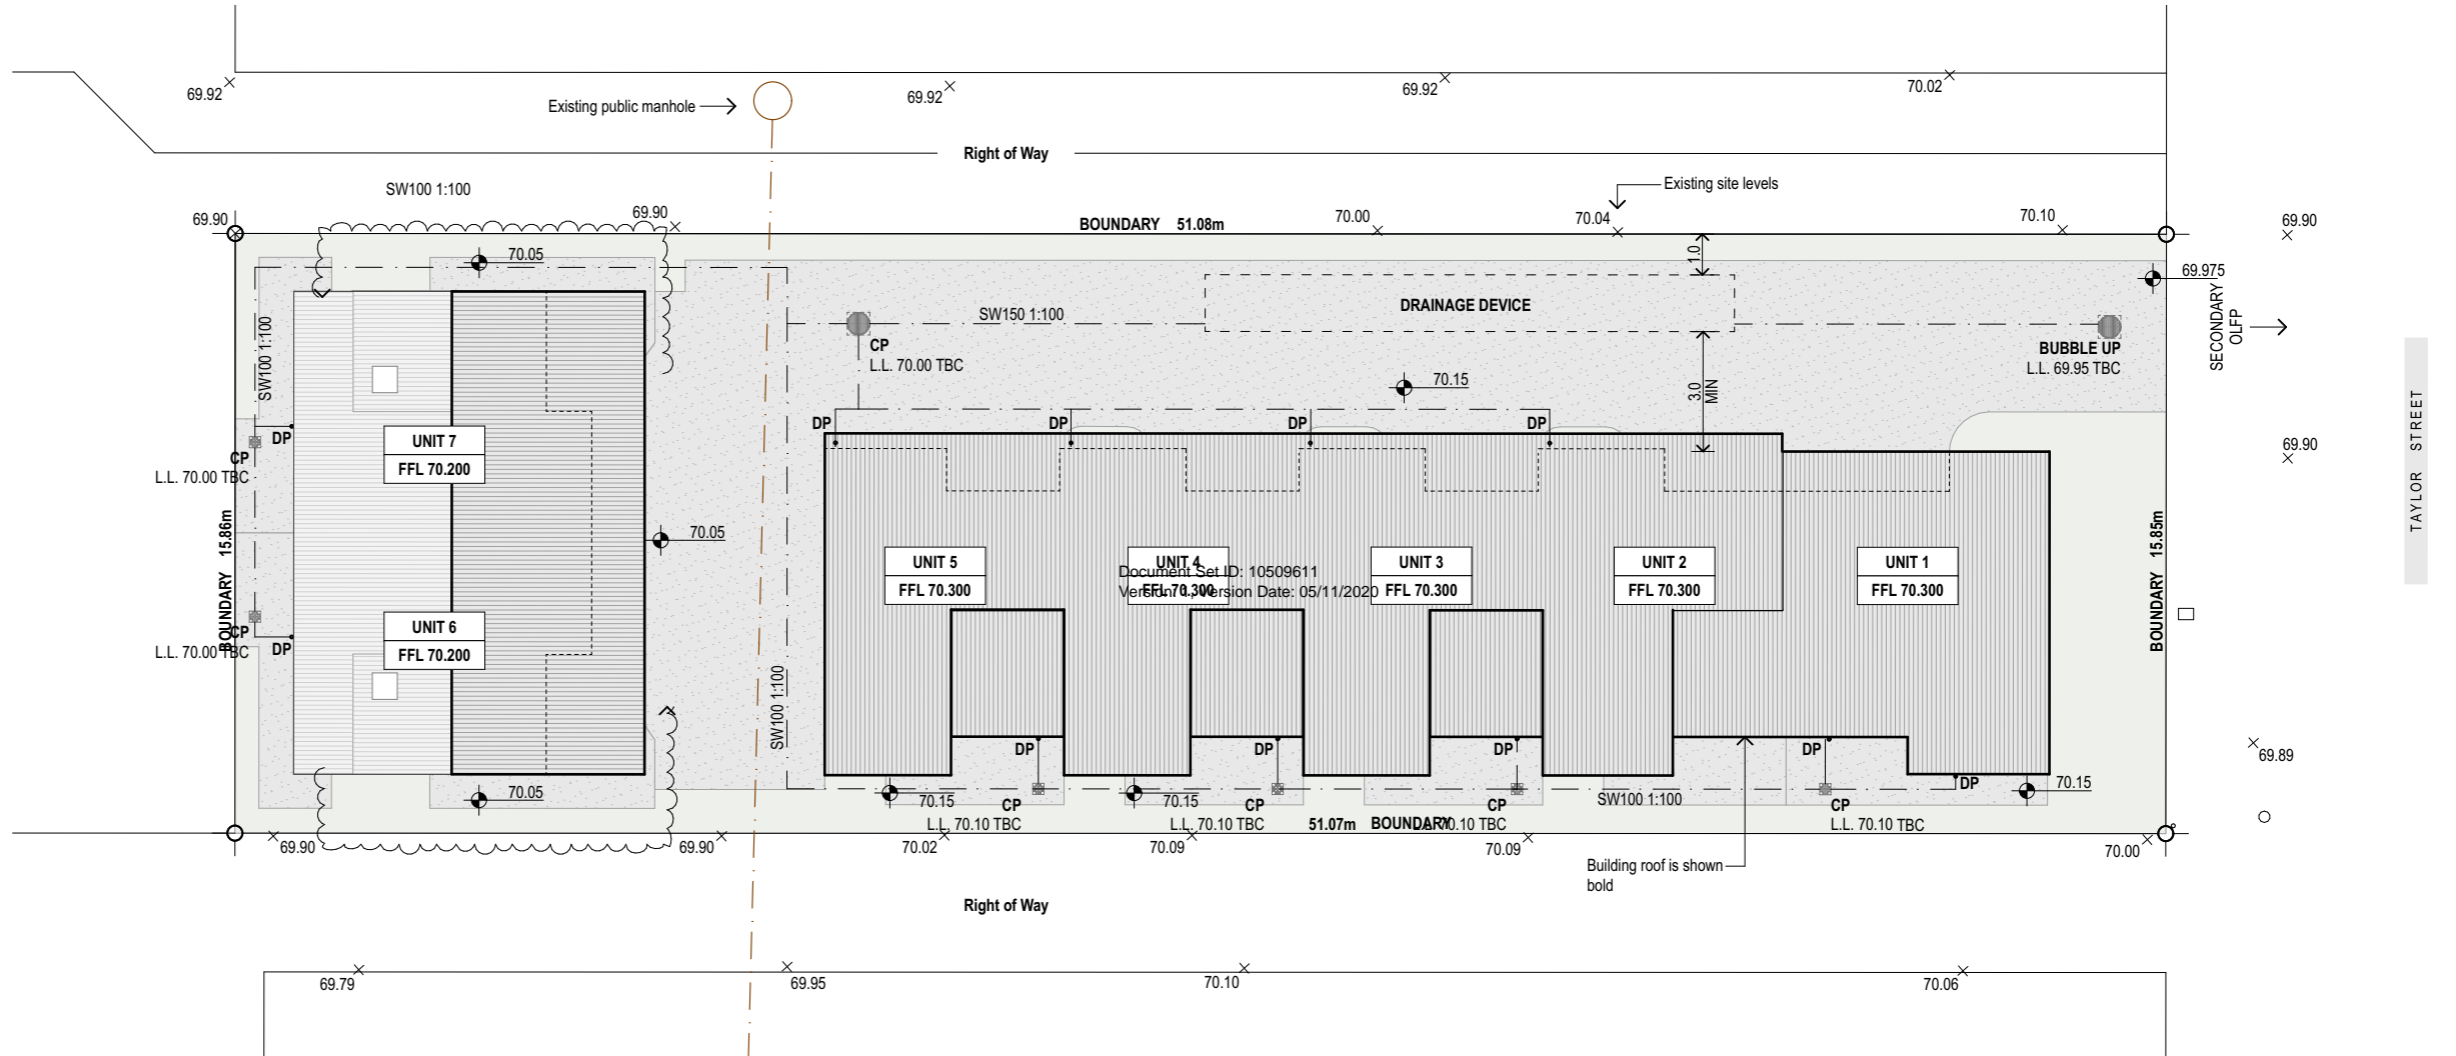 69.92
Existing public manhole
69.92
69.92
70.02
Right of Way
SW100 1:100
Existing site levels
69.90
69.90
BOUNDARY 51.08m
70.00
70.04
70.10
69.90
70.05
1.0
69.975
SECONDARY
OLFP
DRAINAGE DEVICE
SW150 1:100
CP
L.L. 70.00 TBC
BUBBLE UP
L.L. 69.95 TBC
SW100 1:100
70.15
3.0
MIN
TAYLOR STREET
DP
DP
DP
DP
DP
UNIT 7
FFL 70.200
CP
L.L. 70.00 TBC
69.90
BOUNDARY 15.86m
70.05
BOUNDARY 15.85m
UNIT 5
FFL 70.300
UNIT 4
FFL 70.300
UNIT 3
FFL 70.300
UNIT 2
FFL 70.300
UNIT 1
FFL 70.300
Document Set ID: 10509611
Version: 1, Version Date: 05/11/2020
UNIT 6
FFL 70.200
CP
DP
L.L. 70.00 TBC
SW100 1:100
DP
DP
DP
DP
DP
69.89
70.05
70.15
70.15
70.15
CP
CP
CP
SW100 1:100
CP
L.L. 70.10 TBC
L.L. 70.10 TBC
51.07m BOUNDARY
L.L. 70.10 TBC
L.L. 70.10 TBC
69.90
69.90
70.02
70.09
70.09
70.00
Building roof is shown
bold
Right of Way
69.79
69.95
70.10
70.06